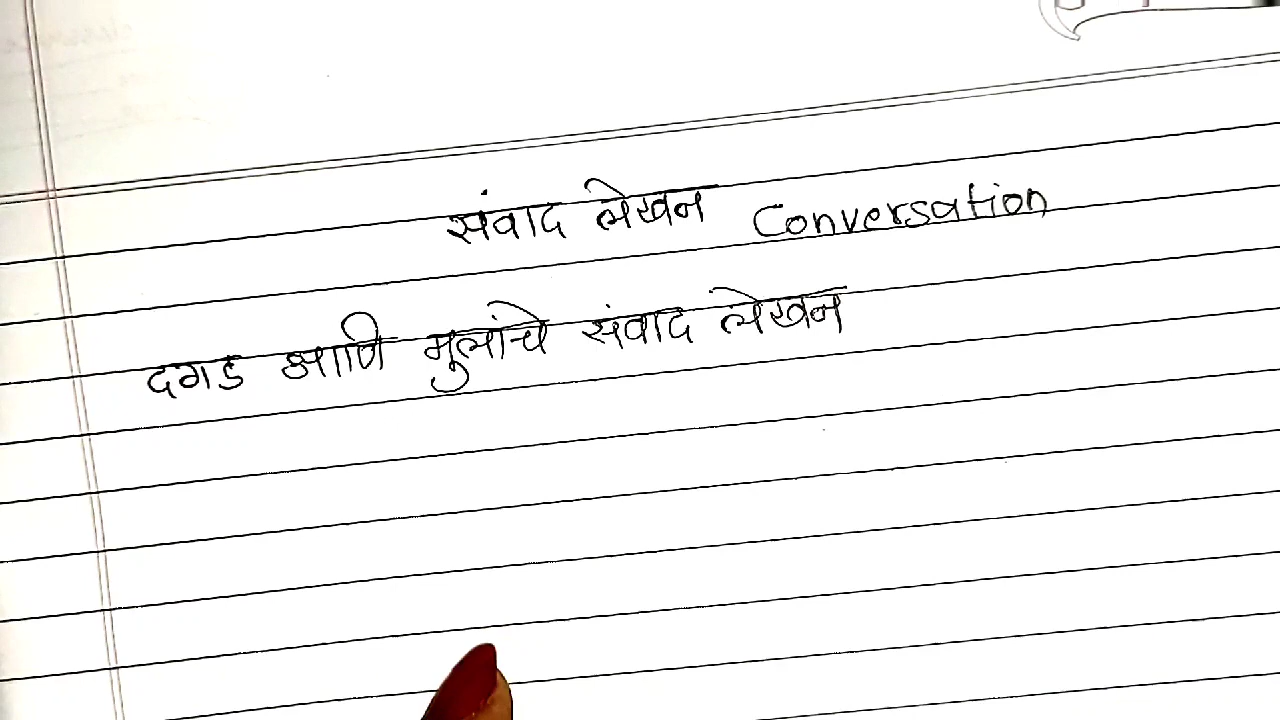 संवाद लेखन Conversation
दगड आणि मुलांचे संवाद लेखन